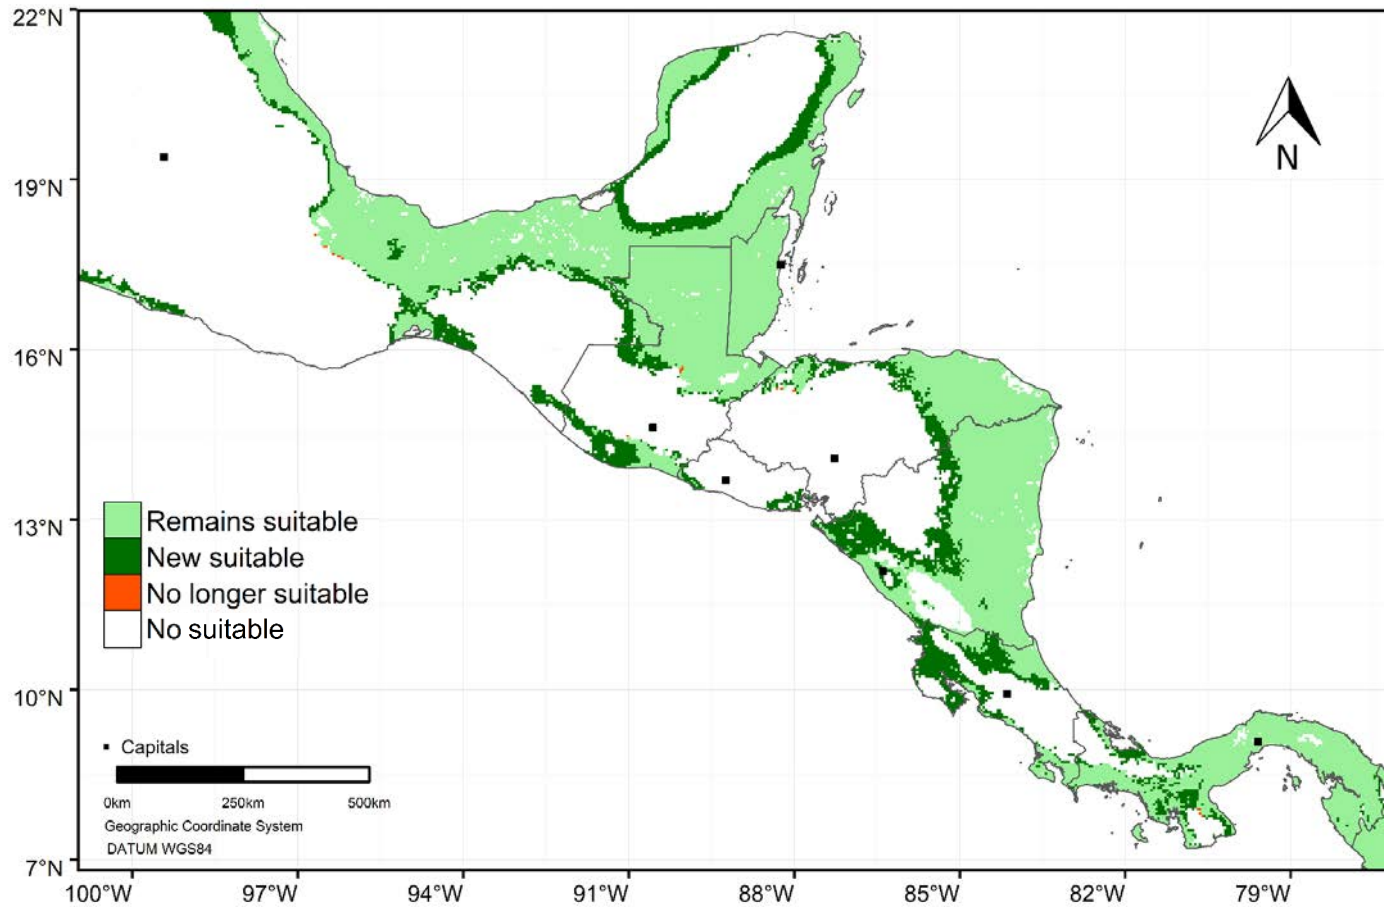 22°N
19°N
16°N
13°N
10°N
7°N
N
Remains suitable
New suitable
No longer suitable
No suitable
Capitals
0km 250km 500km
Geographic Coordinate System
DATUM WGS84
100°W 97°W 94°W 91°W 88°W 85°W 82°W 79°W